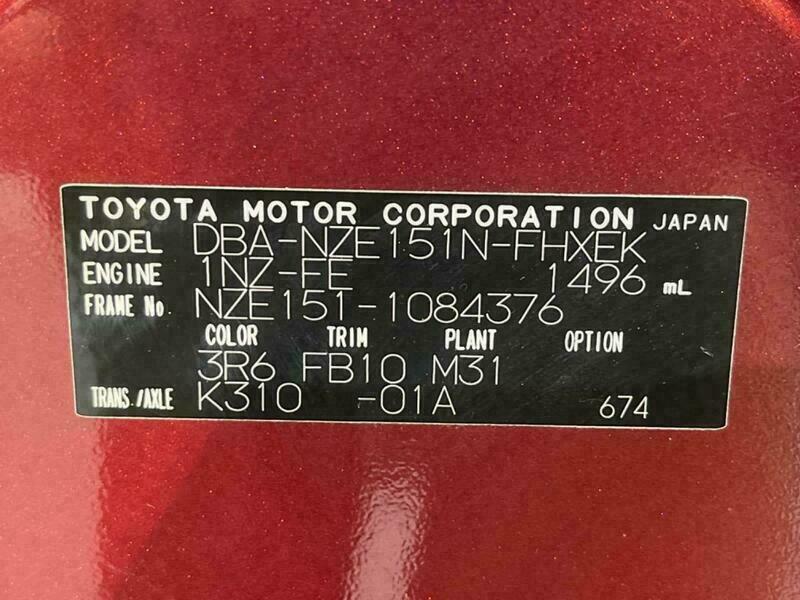 TOYOTA MOTOR CORPORATION JAPAN
MODEL DBA-NZE151N-FHXEK
ENGINE 1NZ-FE 1496 mL
FRAME No. NZE151-1084376
COLOR TRIM PLANT OPTION
3R6 FB10 M31
TRANS./AXLE K310 -01A 674